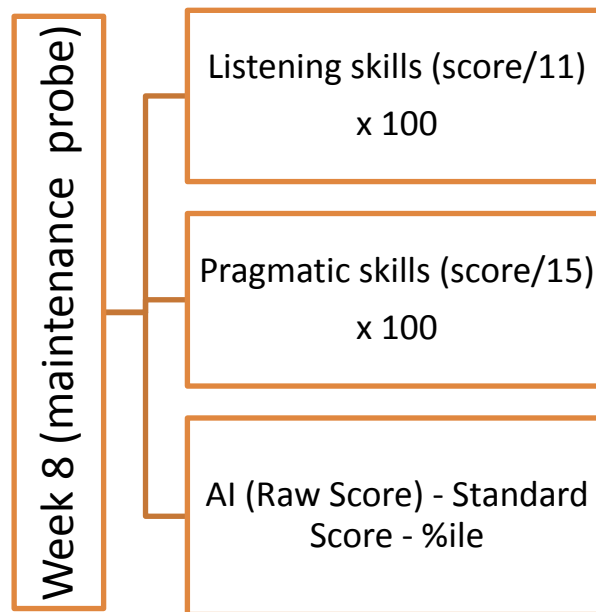 Week 8 (maintenance probe)
Listening skills (score/11)
x 100
Pragmatic skills (score/15)
x 100
AI (Raw Score) - Standard
Score - %ile